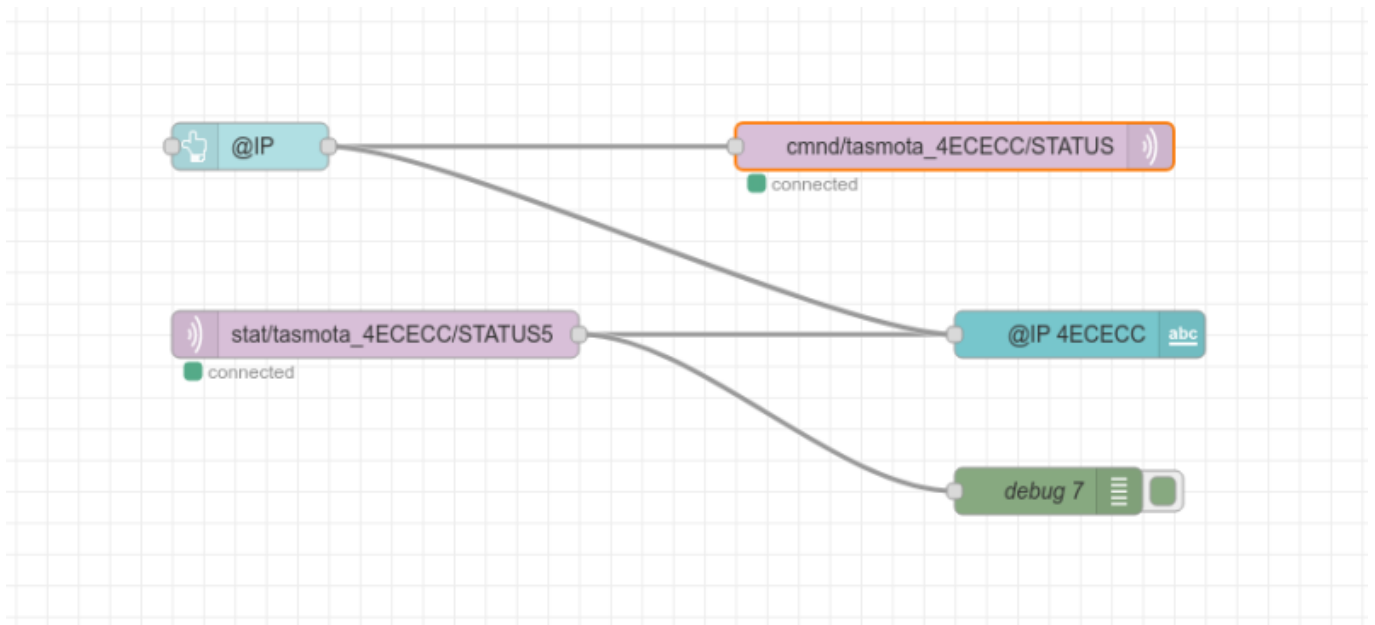 @IP
cmnd/tasmota_4ECECC/STATUS
connected
stat/tasmota_4ECECC/STATUS5
@IP 4ECECC
abc
connected
debug 7